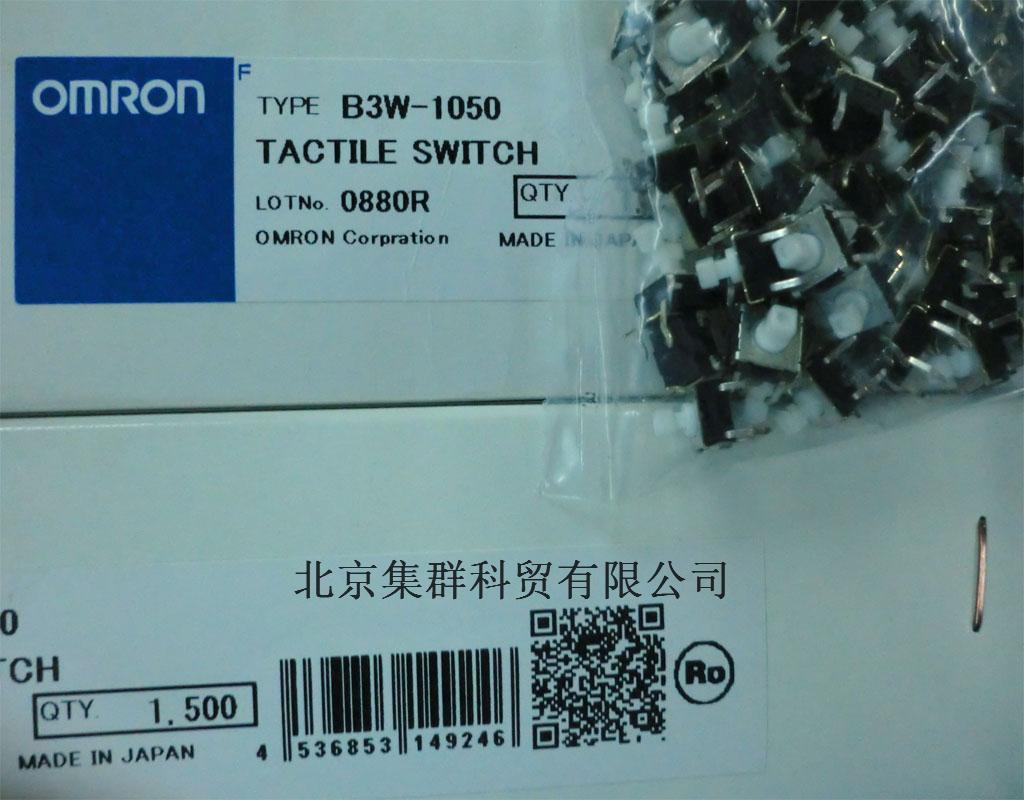 OMRON
F
TYPE B3W-1050
TACTILE SWITCH
LOTNo. 0880R
QTY
OMRON Corpration
MADE IN JAPA
北京集群科贸有限公司
0
TCH
QTY. 1,500
MADE IN JAPAN
4 536853 149246
Ro